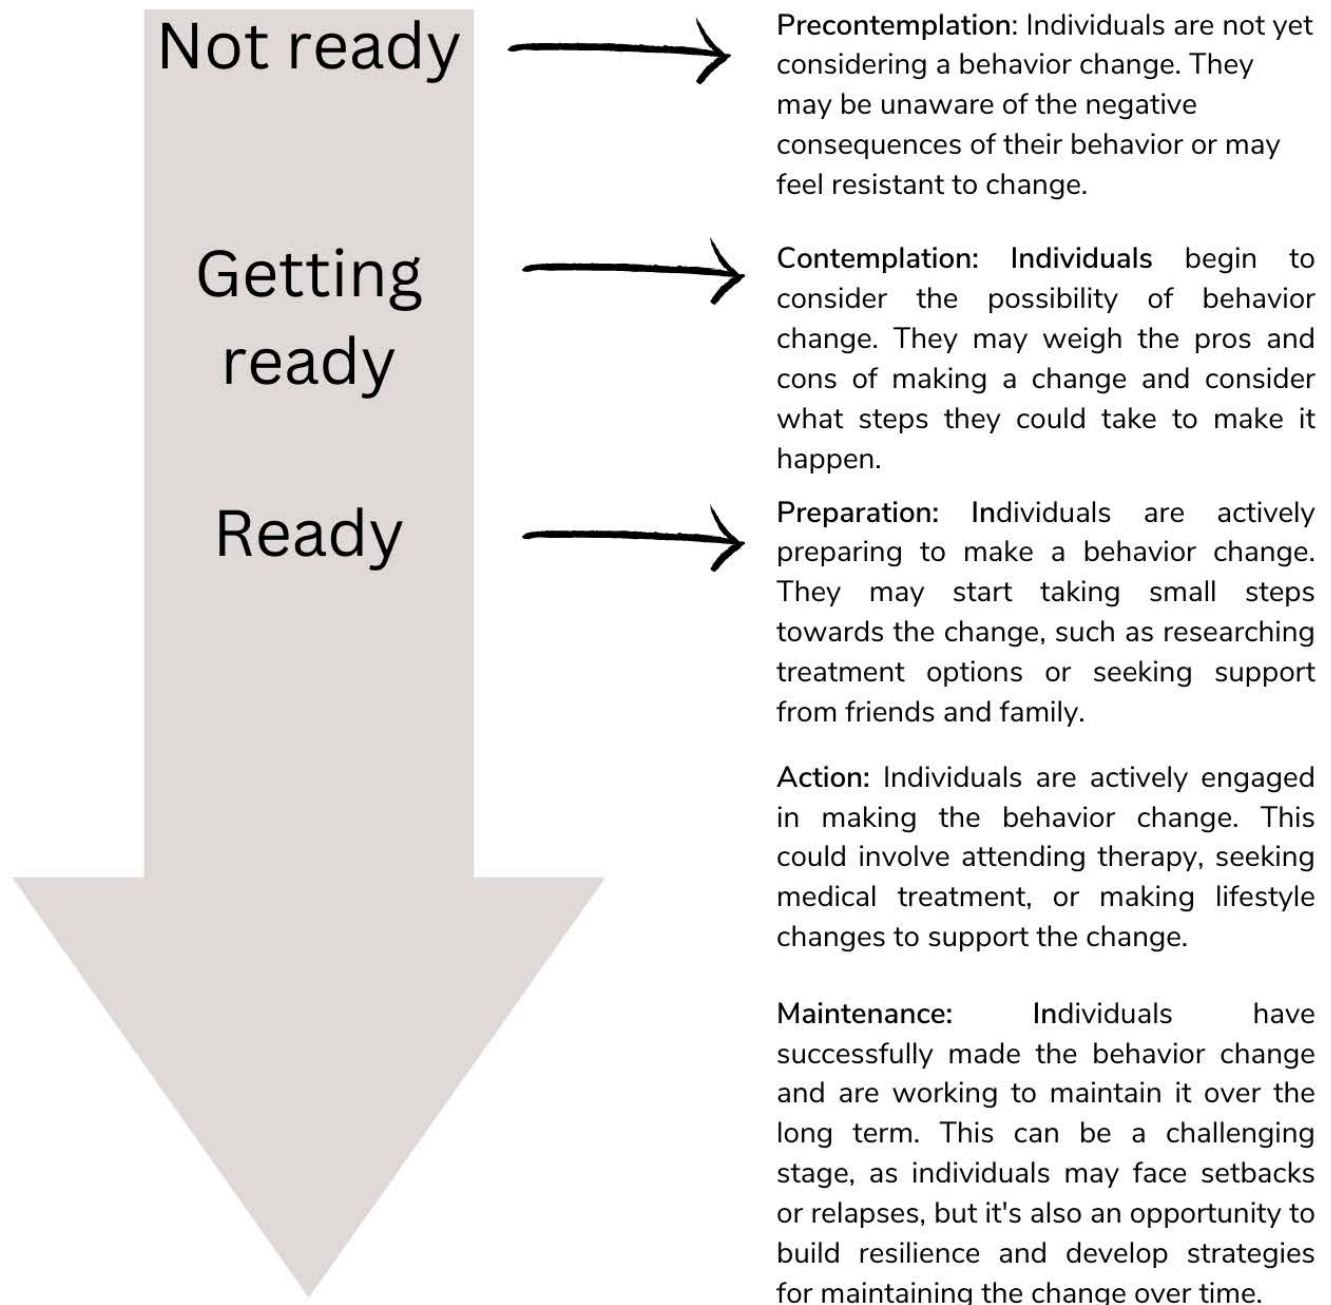 Not ready
Precontemplation: Individuals are not yet
considering a behavior change. They
may be unaware of the negative
consequences of their behavior or may
feel resistant to change.
Getting
ready
Contemplation: Individuals begin to
consider the possibility of behavior
change. They may weigh the pros and
cons of making a change and consider
what steps they could take to make it
happen.
Ready
Preparation: Individuals are actively
preparing to make a behavior change.
They may start taking small steps
towards the change, such as researching
treatment options or seeking support
from friends and family.
Action: Individuals are actively engaged
in making the behavior change. This
could involve attending therapy, seeking
medical treatment, or making lifestyle
changes to support the change.
Maintenance: Individuals have
successfully made the behavior change
and are working to maintain it over the
long term. This can be a challenging
stage, as individuals may face setbacks
or relapses, but it's also an opportunity to
build resilience and develop strategies
for maintaining the change over time.